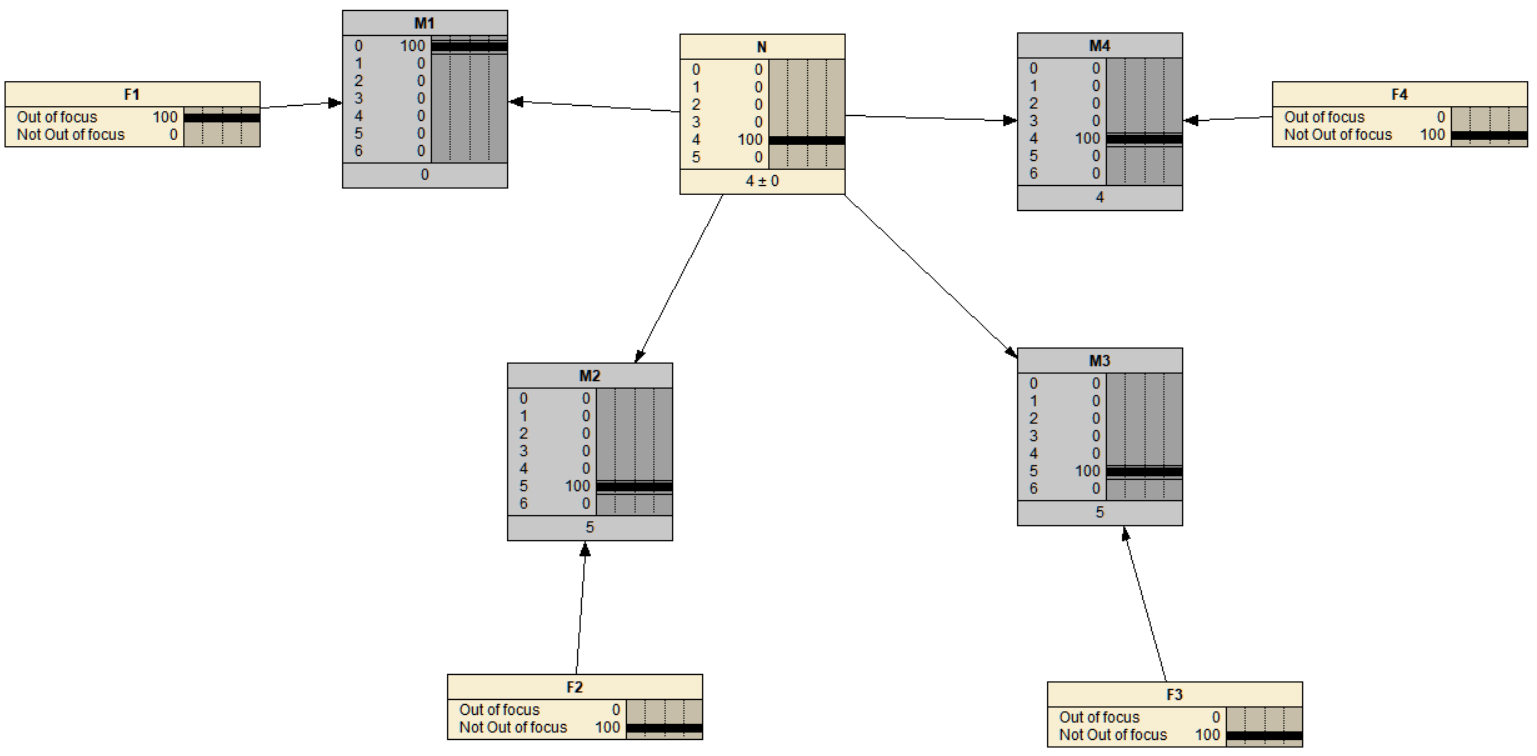 M1
0 100
1 0
2 0
3 0
4 0
5 0
6 0
0
N
0 0
1 0
2 0
3 0
4 100
5 0
4 ± 0
M4
0 0
1 0
2 0
3 0
4 100
5 0
6 0
4
F1
Out of focus 100
Not Out of focus 0
F4
Out of focus 0
Not Out of focus 100
M2
0 0
1 0
2 0
3 0
4 0
5 100
6 0
5
M3
0 0
1 0
2 0
3 0
4 0
5 100
6 0
5
F2
Out of focus 0
Not Out of focus 100
F3
Out of focus 0
Not Out of focus 100